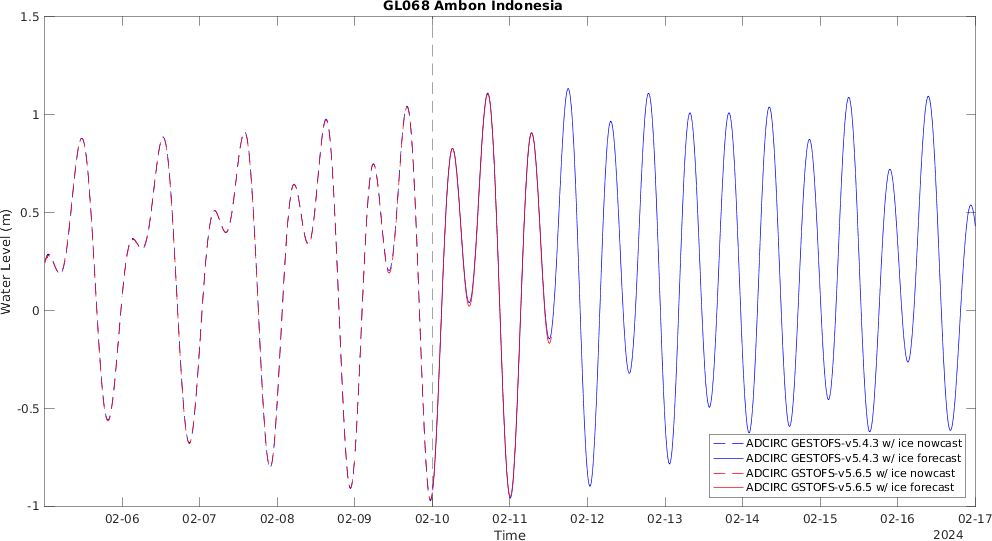 GL068 Ambon Indonesia
1.5
1
0.5
0
-0.5
-1
Water Level (m)
ADCIRC GESTOFS-v5.4.3 w/ ice nowcast
ADCIRC GESTOFS-v5.4.3 w/ ice forecast
ADCIRC GSTOFS-v5.6.5 w/ ice nowcast
ADCIRC GSTOFS-v5.6.5 w/ ice forecast
02-06 02-07 02-08 02-09 02-10 02-11 02-12 02-13 02-14 02-15 02-16 02-17
Time
2024